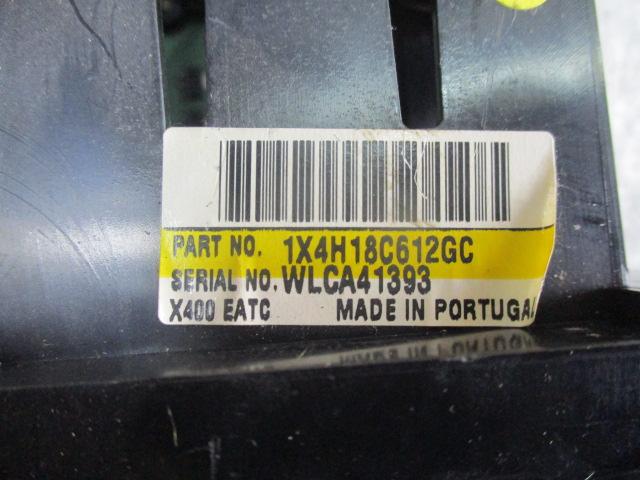 PART NO. 1X4H18C612GC
SERIAL NO. WLCA41393
X400 EATC MADE IN PORTUGAL